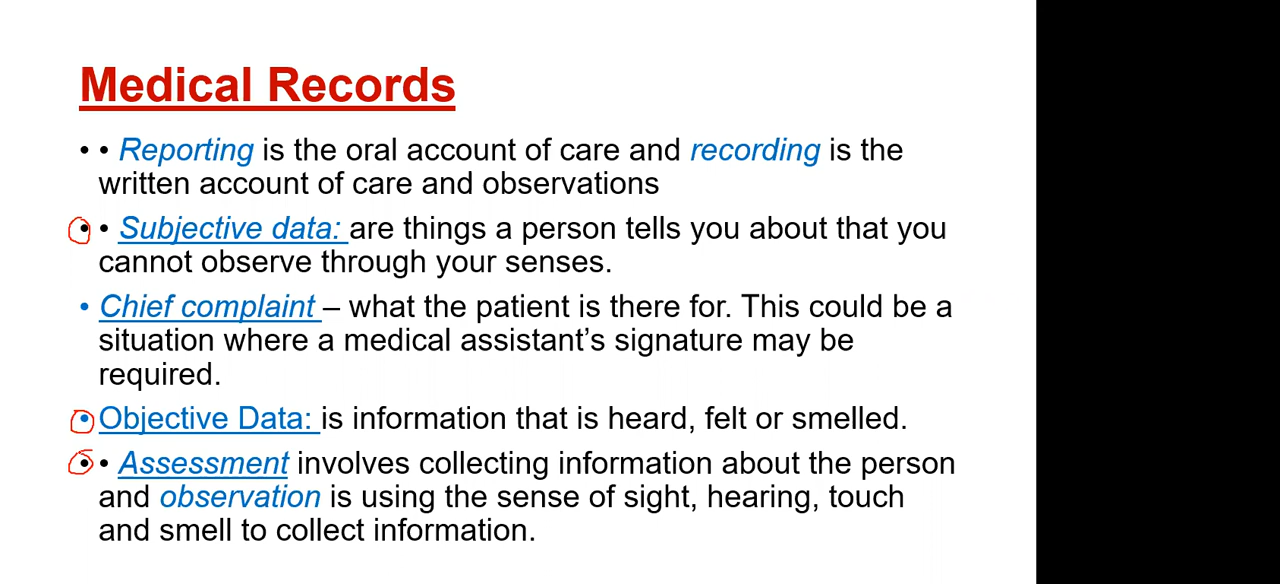 Medical Records
• • Reporting is the oral account of care and recording is the
written account of care and observations
• • Subjective data: are things a person tells you about that you
cannot observe through your senses.
• Chief complaint – what the patient is there for. This could be a
situation where a medical assistant’s signature may be
required.
• Objective Data: is information that is heard, felt or smelled.
• • Assessment involves collecting information about the person
and observation is using the sense of sight, hearing, touch
and smell to collect information.